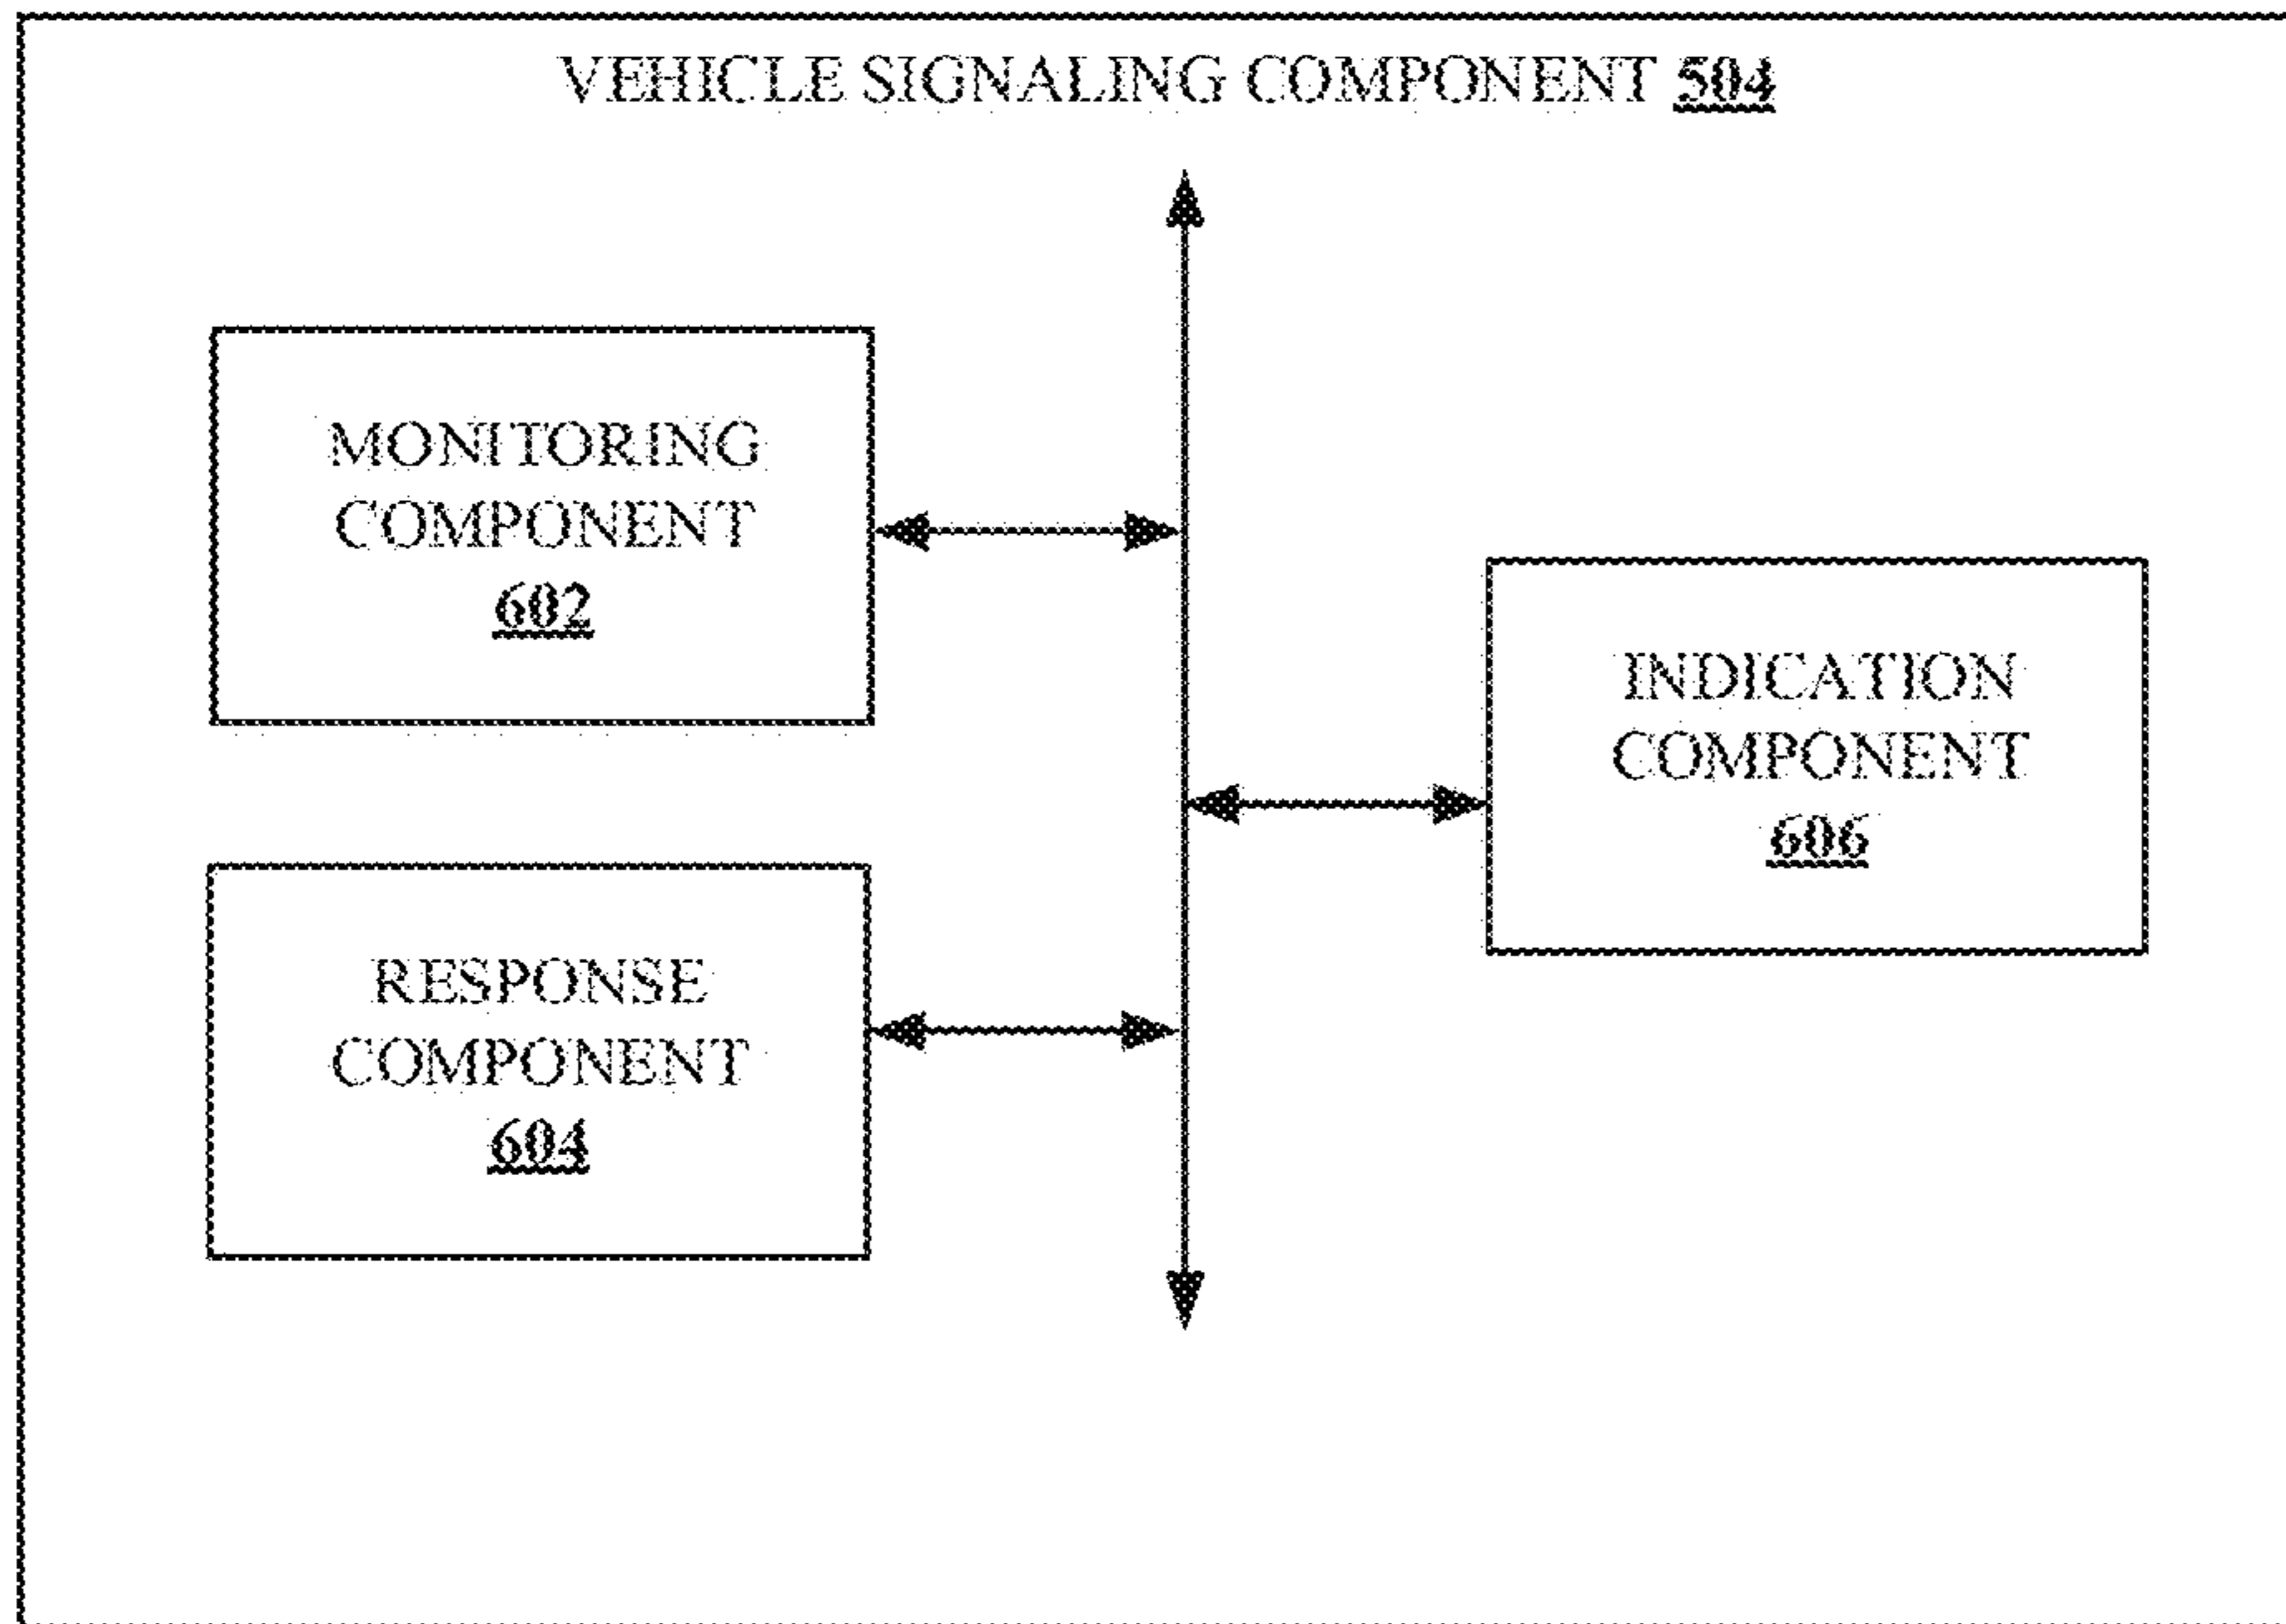 VEHICLE SIGNALING COMPONENT 504
MONITORING
COMPONENT
602
INDICATION
COMPONENT
606
RESPONSE
COMPONENT
604